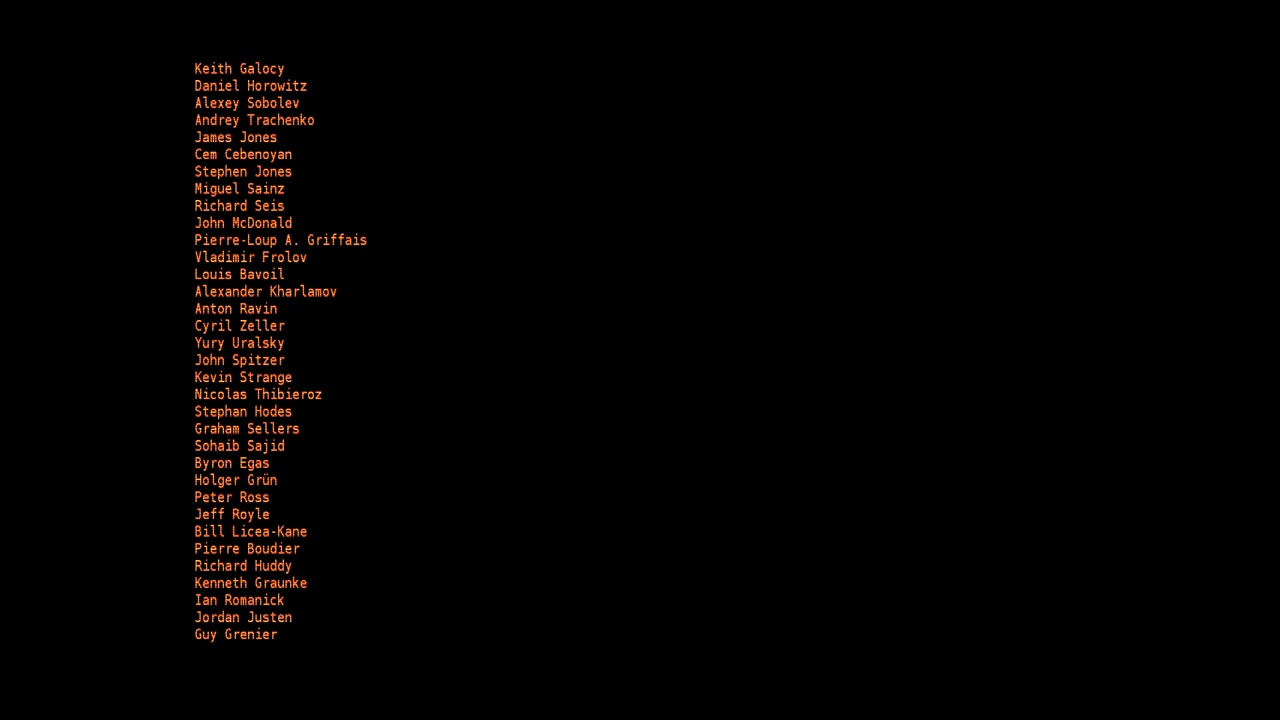 Keith Galocy
Daniel Horowitz
Alexey Sobolev
Andrey Trachenko
James Jones
Cem Cebenoyan
Stephen Jones
Miguel Sainz
Richard Seis
John McDonald
Pierre-Loup A. Griffais
Vladimir Frolov
Louis Bavoil
Alexander Kharlamov
Anton Ravin
Cyril Zeller
Yury Uralsky
John Spitzer
Kevin Strange
Nicolas Thibieroz
Stephan Hodes
Graham Sellers
Sohaib Sajid
Byron Egas
Holger Grün
Peter Ross
Jeff Royle
Bill Licea-Kane
Pierre Boudier
Richard Huddy
Kenneth Graunke
Ian Romanick
Jordan Justen
Guy Grenier